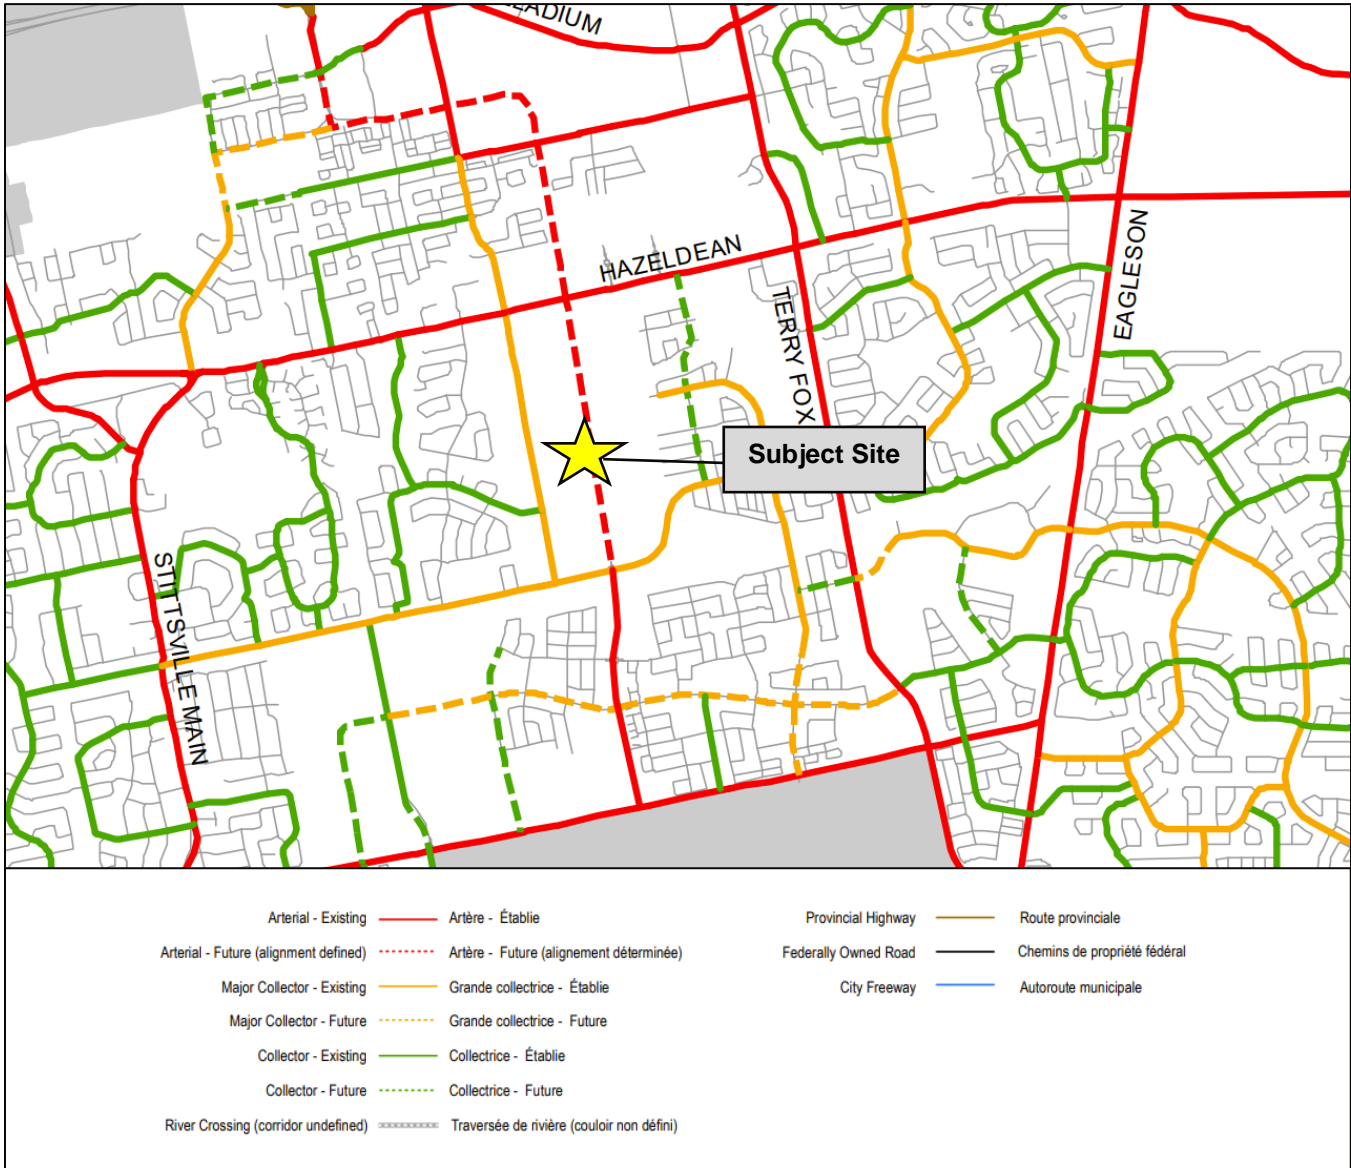 HAZELDEAN
TERRY FOX
EAGLESON
Subject Site
STITTSVILLE MAIN
Arterial - Existing Artère - Établie
Provincial Highway Route provinciale
Arterial - Future (alignment defined) Artère - Future (alignement déterminée)
Federally Owned Road Chemins de propriété fédéral
Major Collector - Existing Grande collectrice - Établie
City Freeway Autoroute municipale
Major Collector - Future Grande collectrice - Future
Collector - Existing Collectrice - Établie
Collector - Future Collectrice - Future
River Crossing (corridor undefined) Traversée de rivière (couloir non défini)